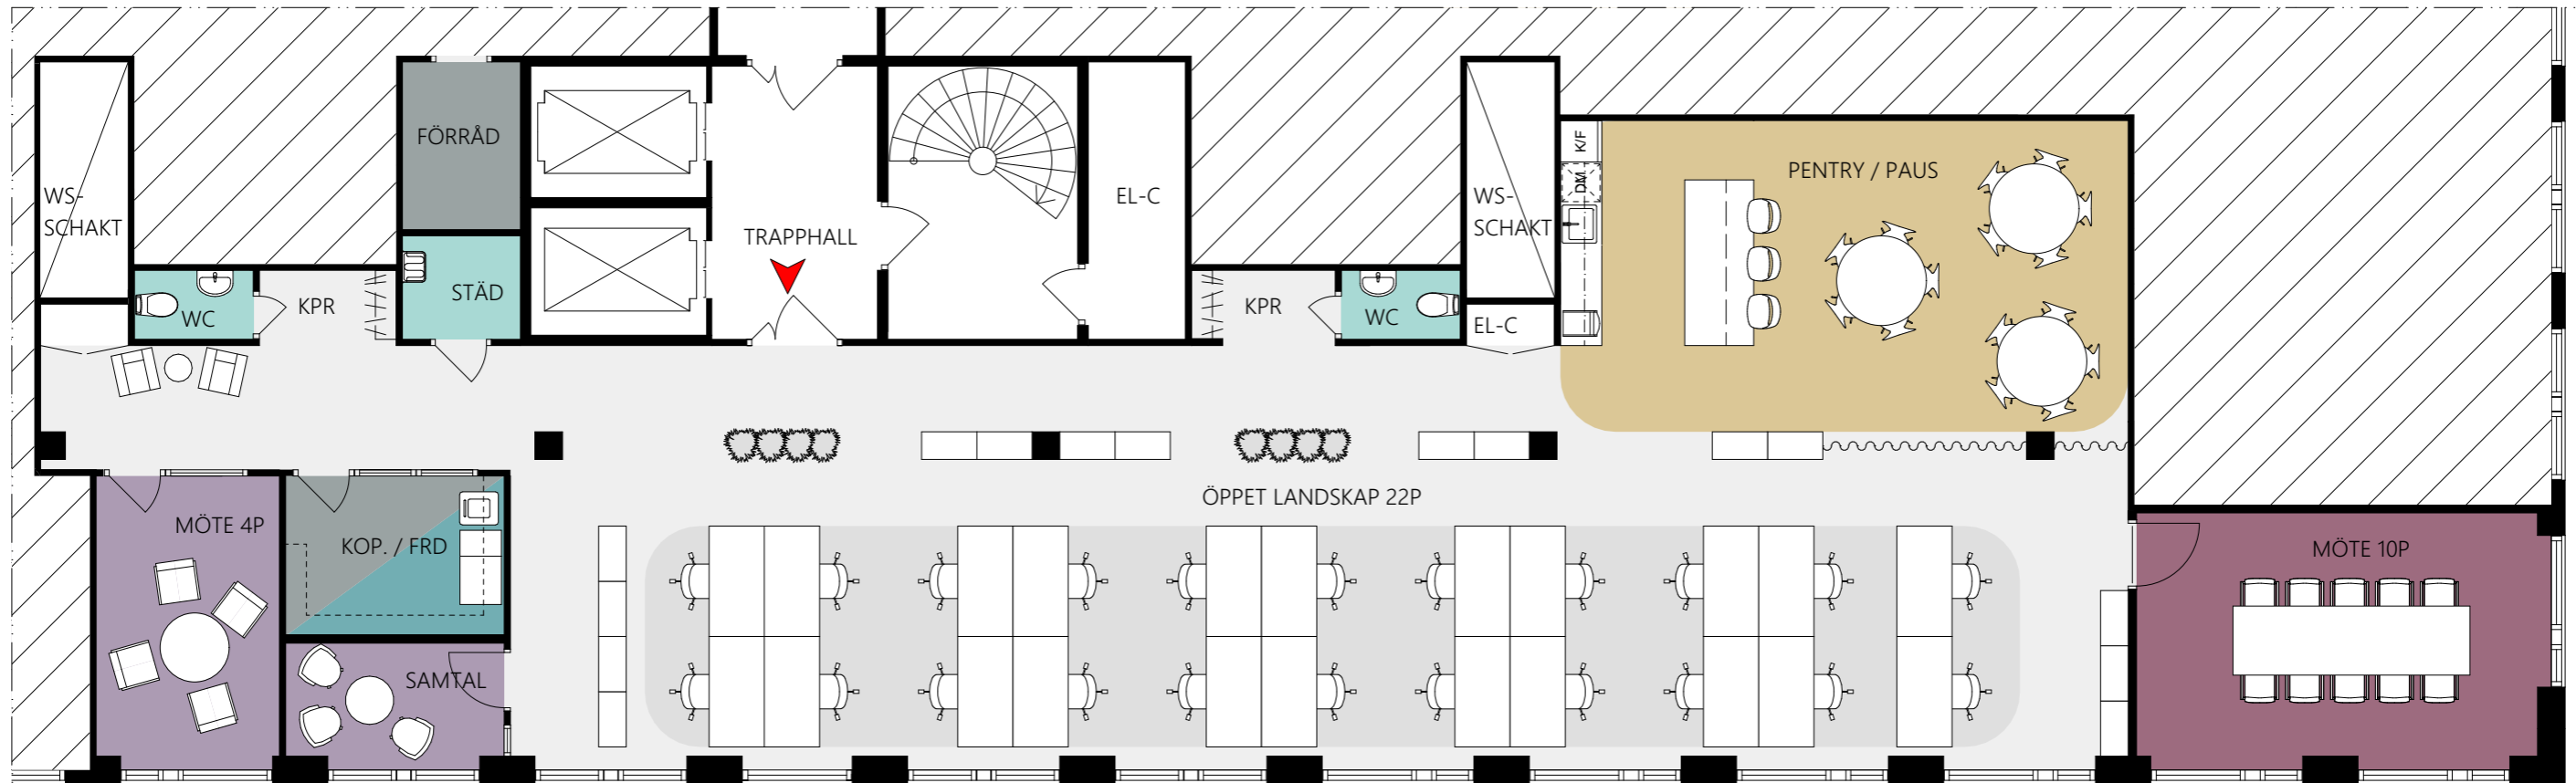 FÖRRÅD
K/F
DM
PENTRY / PAUS
WS-
SCHAKT
EL-C
WS-
SCHAKT
TRAPPHALL
STÄD
KPR
WC
KPR
WC
EL-C
ÖPPET LANDSKAP 22P
MÖTE 4P
KOP. / FRD
MÖTE 10P
SAMTAL